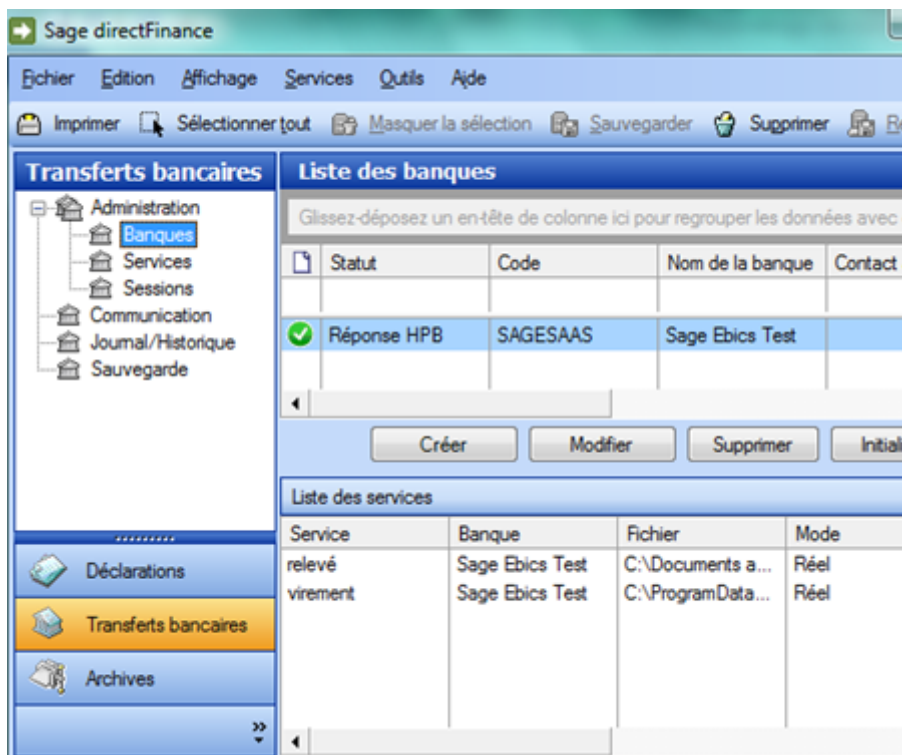 Sage directFinance
Fichier Edition Affichage Services Outils Aide
Imprimer Sélectionner tout Masquer la sélection Sauvegarder Supprimer
Transferts bancaires
Administration
Banques
Services
Sessions
Communication
Journal/Historique
Sauvegarde
Déclarations
Transferts bancaires
Archives
Liste des banques
Glissez-déposez un en-tête de colonne ici pour regrouper les données avec
Statut Code Nom de la banque Contact
Réponse HPB SAGESAAS Sage Ebics Test
Créer Modifier Supprimer Initial
Liste des services
Service Banque Fichier Mode
relevé Sage Ebics Test C:\Documents a... Réel
virement Sage Ebics Test C:\ProgramData... Réel